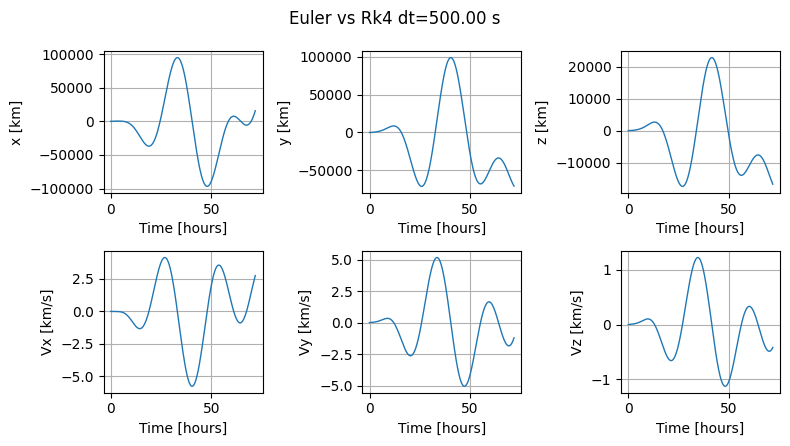 Euler vs Rk4 dt=500.00 s
x [km]
100000
50000
0
−50000
−100000
0
50
Time [hours]
y [km]
100000
50000
0
−50000
0
50
Time [hours]
z [km]
20000
10000
0
−10000
0
50
Time [hours]
Vx [km/s]
2.5
0.0
−2.5
−5.0
0
50
Time [hours]
Vy [km/s]
5.0
2.5
0.0
−2.5
−5.0
0
50
Time [hours]
Vz [km/s]
1
0
−1
0
50
Time [hours]